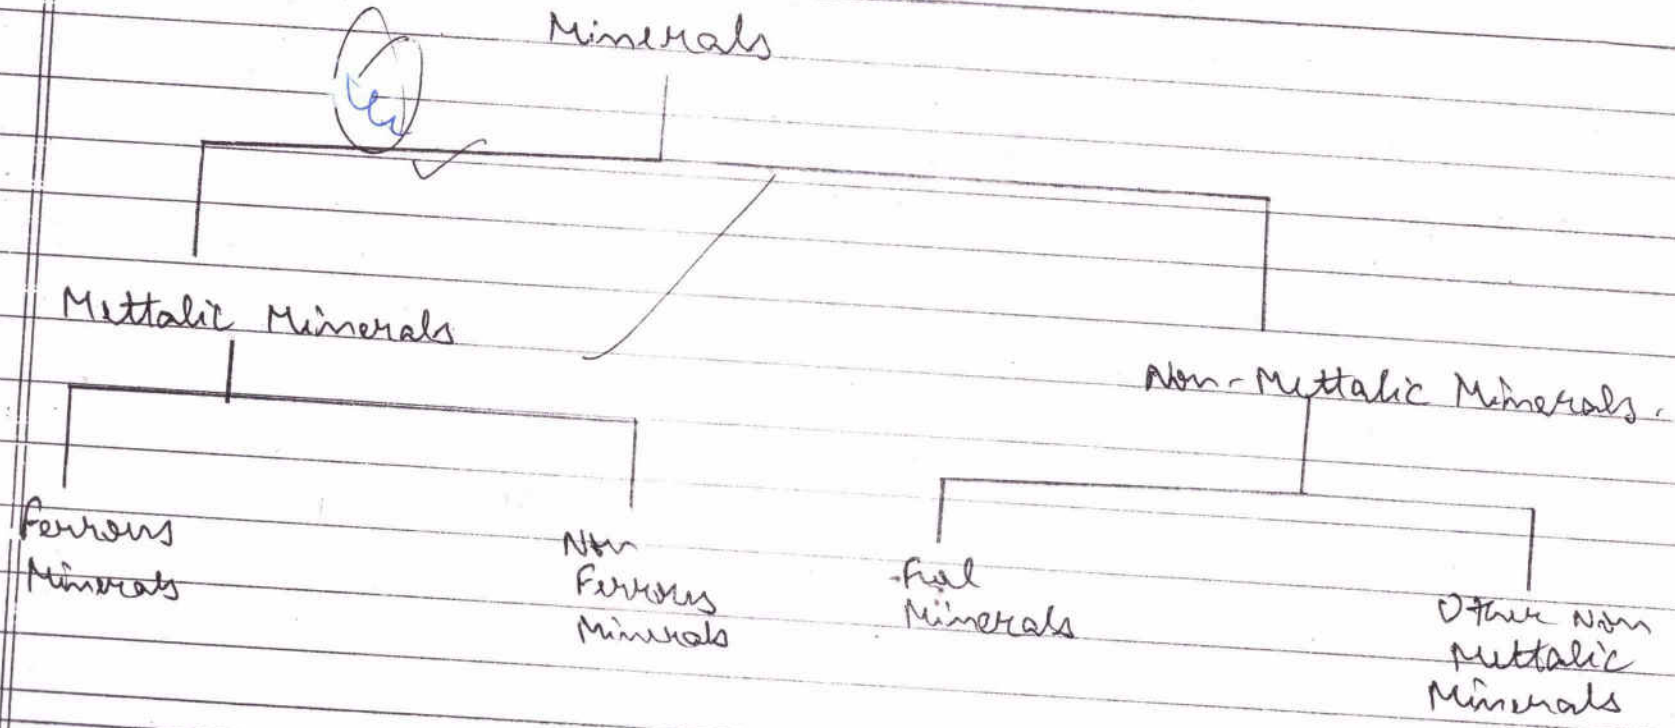 Minerals
Mettalic Minerals
Non-Mettalic Minerals.
Ferrous
Minerals
Non
Ferrous
Minerals
Fuel
Minerals
Other Non
Mettalic
Minerals